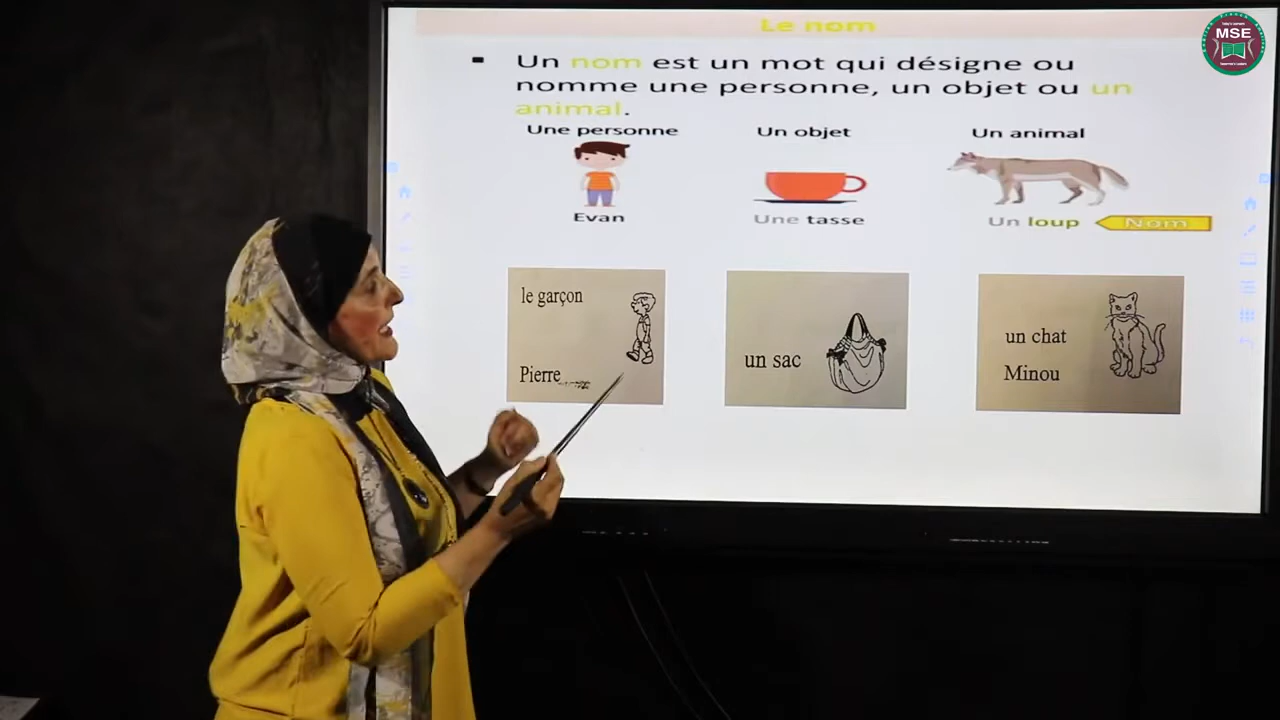 Le nom
Un nom est un mot qui désigne ou
nomme une personne, un objet ou un
animal.
Une personne
Un objet
Un animal
Evan
Une tasse
Un loup
Nom
le garçon
Pierre
un sac
un chat
Minou
MSE